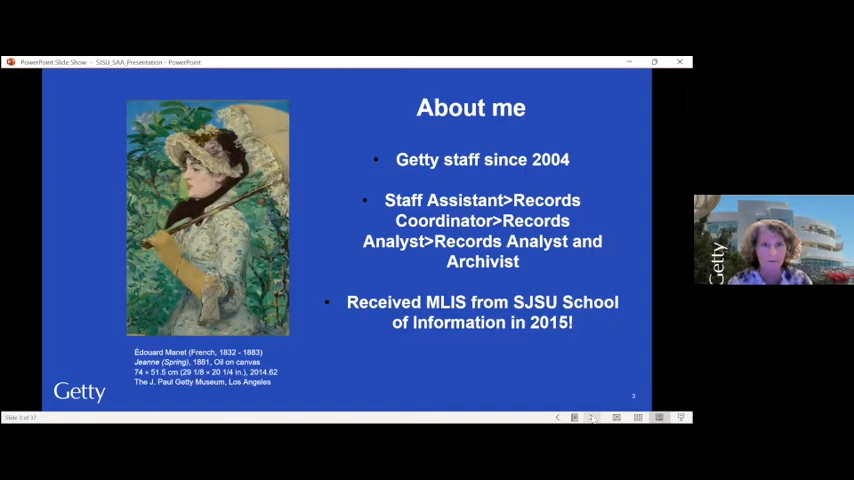 PowerPoint Slide Show - SJSU_SAA_Presentation - PowerPoint
About me
• Getty staff since 2004
• Staff Assistant>Records
Coordinator>Records
Analyst>Records Analyst and
Archivist
• Received MLIS from SJSU School
of Information in 2015!
Édouard Manet (French, 1832 - 1883)
Jeanne (Spring), 1881, Oil on canvas
74 × 51.5 cm (29 1/8 × 20 1/4 in.), 2014.62
The J. Paul Getty Museum, Los Angeles
Getty
3
Slide 3 of 37
Getty